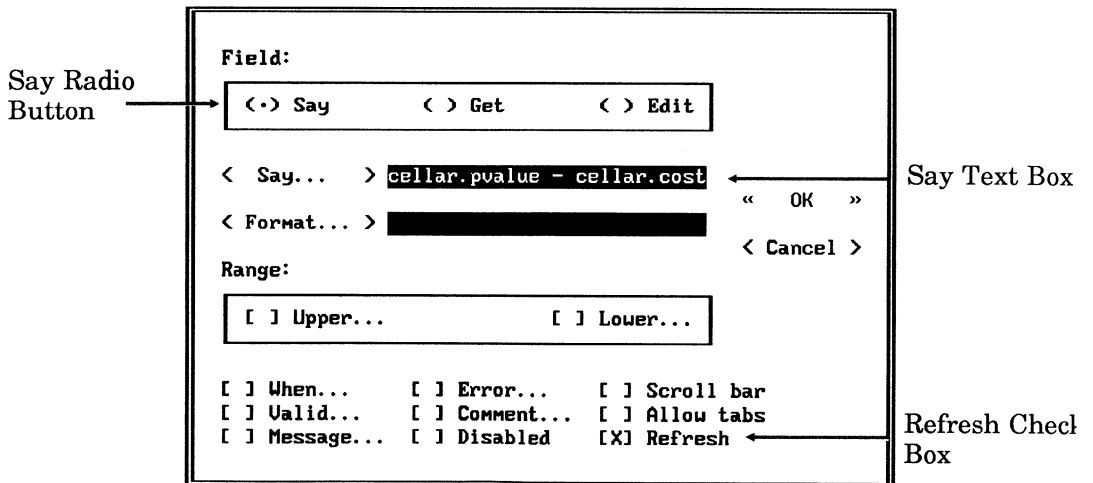 Field:
Say Radio
Button
(·) Say ( ) Get ( ) Edit
< Say... > cellar.pvalue - cellar.cost
Say Text Box
« OK »
< Format... >
< Cancel >
Range:
[ ] Upper... [ ] Lower...
[ ] When... [ ] Error... [ ] Scroll bar
[ ] Valid... [ ] Comment... [ ] Allow tabs
[ ] Message... [ ] Disabled [X] Refresh
Refresh Check
Box